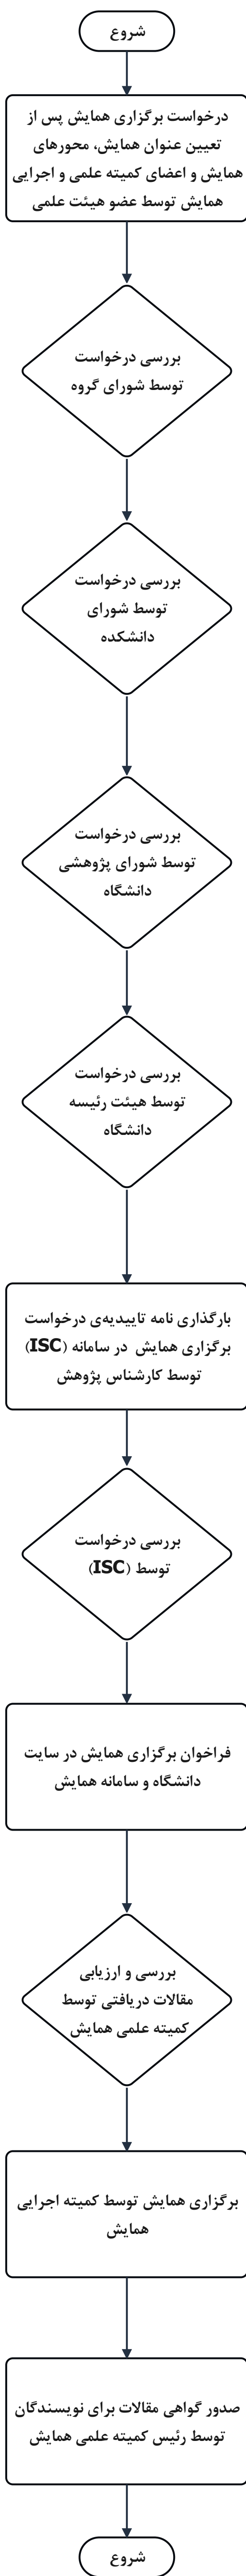 شروع
درخواست برگزاری همایش پس از
تعیین عنوان همایش، محورهای
همایش و اعضای کمیته علمی و اجرایی
همایش توسط عضو هیئت علمی
بررسی درخواست
توسط شورای گروه
بررسی درخواست
توسط شورای
دانشکده
بررسی درخواست
توسط شورای پژوهشی
دانشگاه
بررسی درخواست
توسط هیئت رئیسه
دانشگاه
بارگذاری نامه تاییدیه‌ی درخواست
برگزاری همایش در سامانه (ISC)
توسط کارشناس پژوهش
بررسی درخواست
توسط (ISC)
فراخوان برگزاری همایش در سایت
دانشگاه و سامانه همایش
بررسی و ارزیابی
مقالات دریافتی توسط
کمیته علمی همایش
برگزاری همایش توسط کمیته اجرایی
همایش
صدور گواهی مقالات برای نویسندگان
توسط رئیس کمیته علمی همایش
شروع